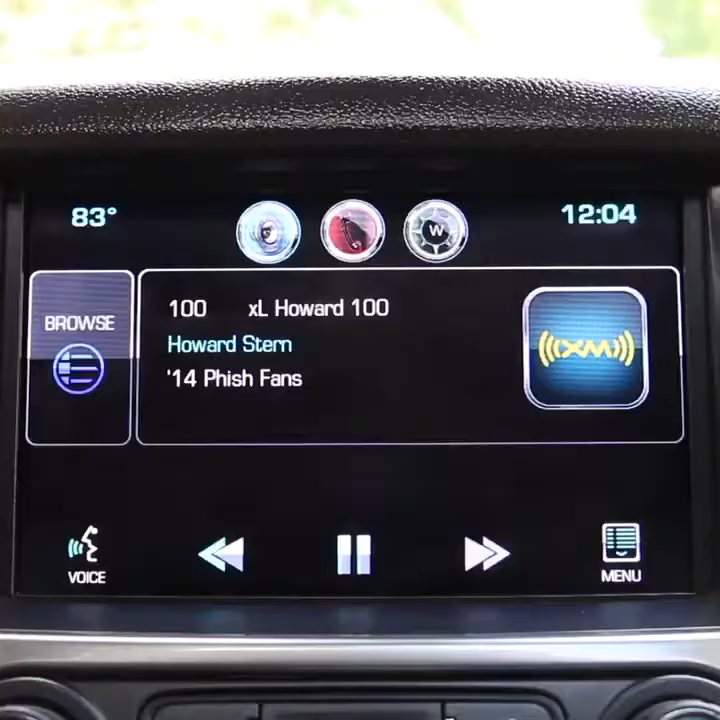 83°
W
12:04
BROWSE
100 xL Howard 100
Howard Stern
'14 Phish Fans
((XM))
VOICE
MENU